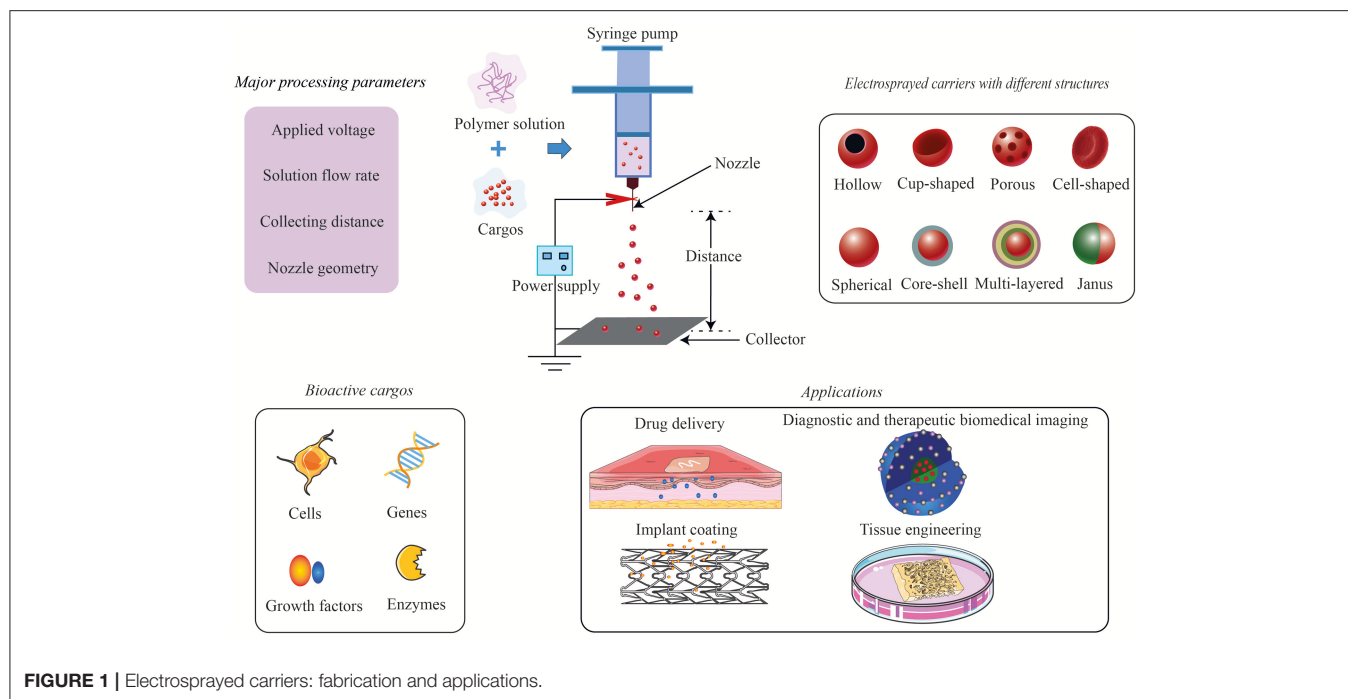 Syringe pump
Major processing parameters
Applied voltage
Solution flow rate
Collecting distance
Nozzle geometry
Polymer solution
+
Cargos
Nozzle
Distance
Power supply
Collector
Electrosprayed carriers with different structures
Hollow
Cup-shaped
Porous
Cell-shaped
Spherical
Core-shell
Multi-layered
Janus
Bioactive cargos
Cells
Genes
Growth factors
Enzymes
Applications
Drug delivery
Diagnostic and therapeutic biomedical imaging
Implant coating
Tissue engineering
FIGURE 1 | Electrosprayed carriers: fabrication and applications.